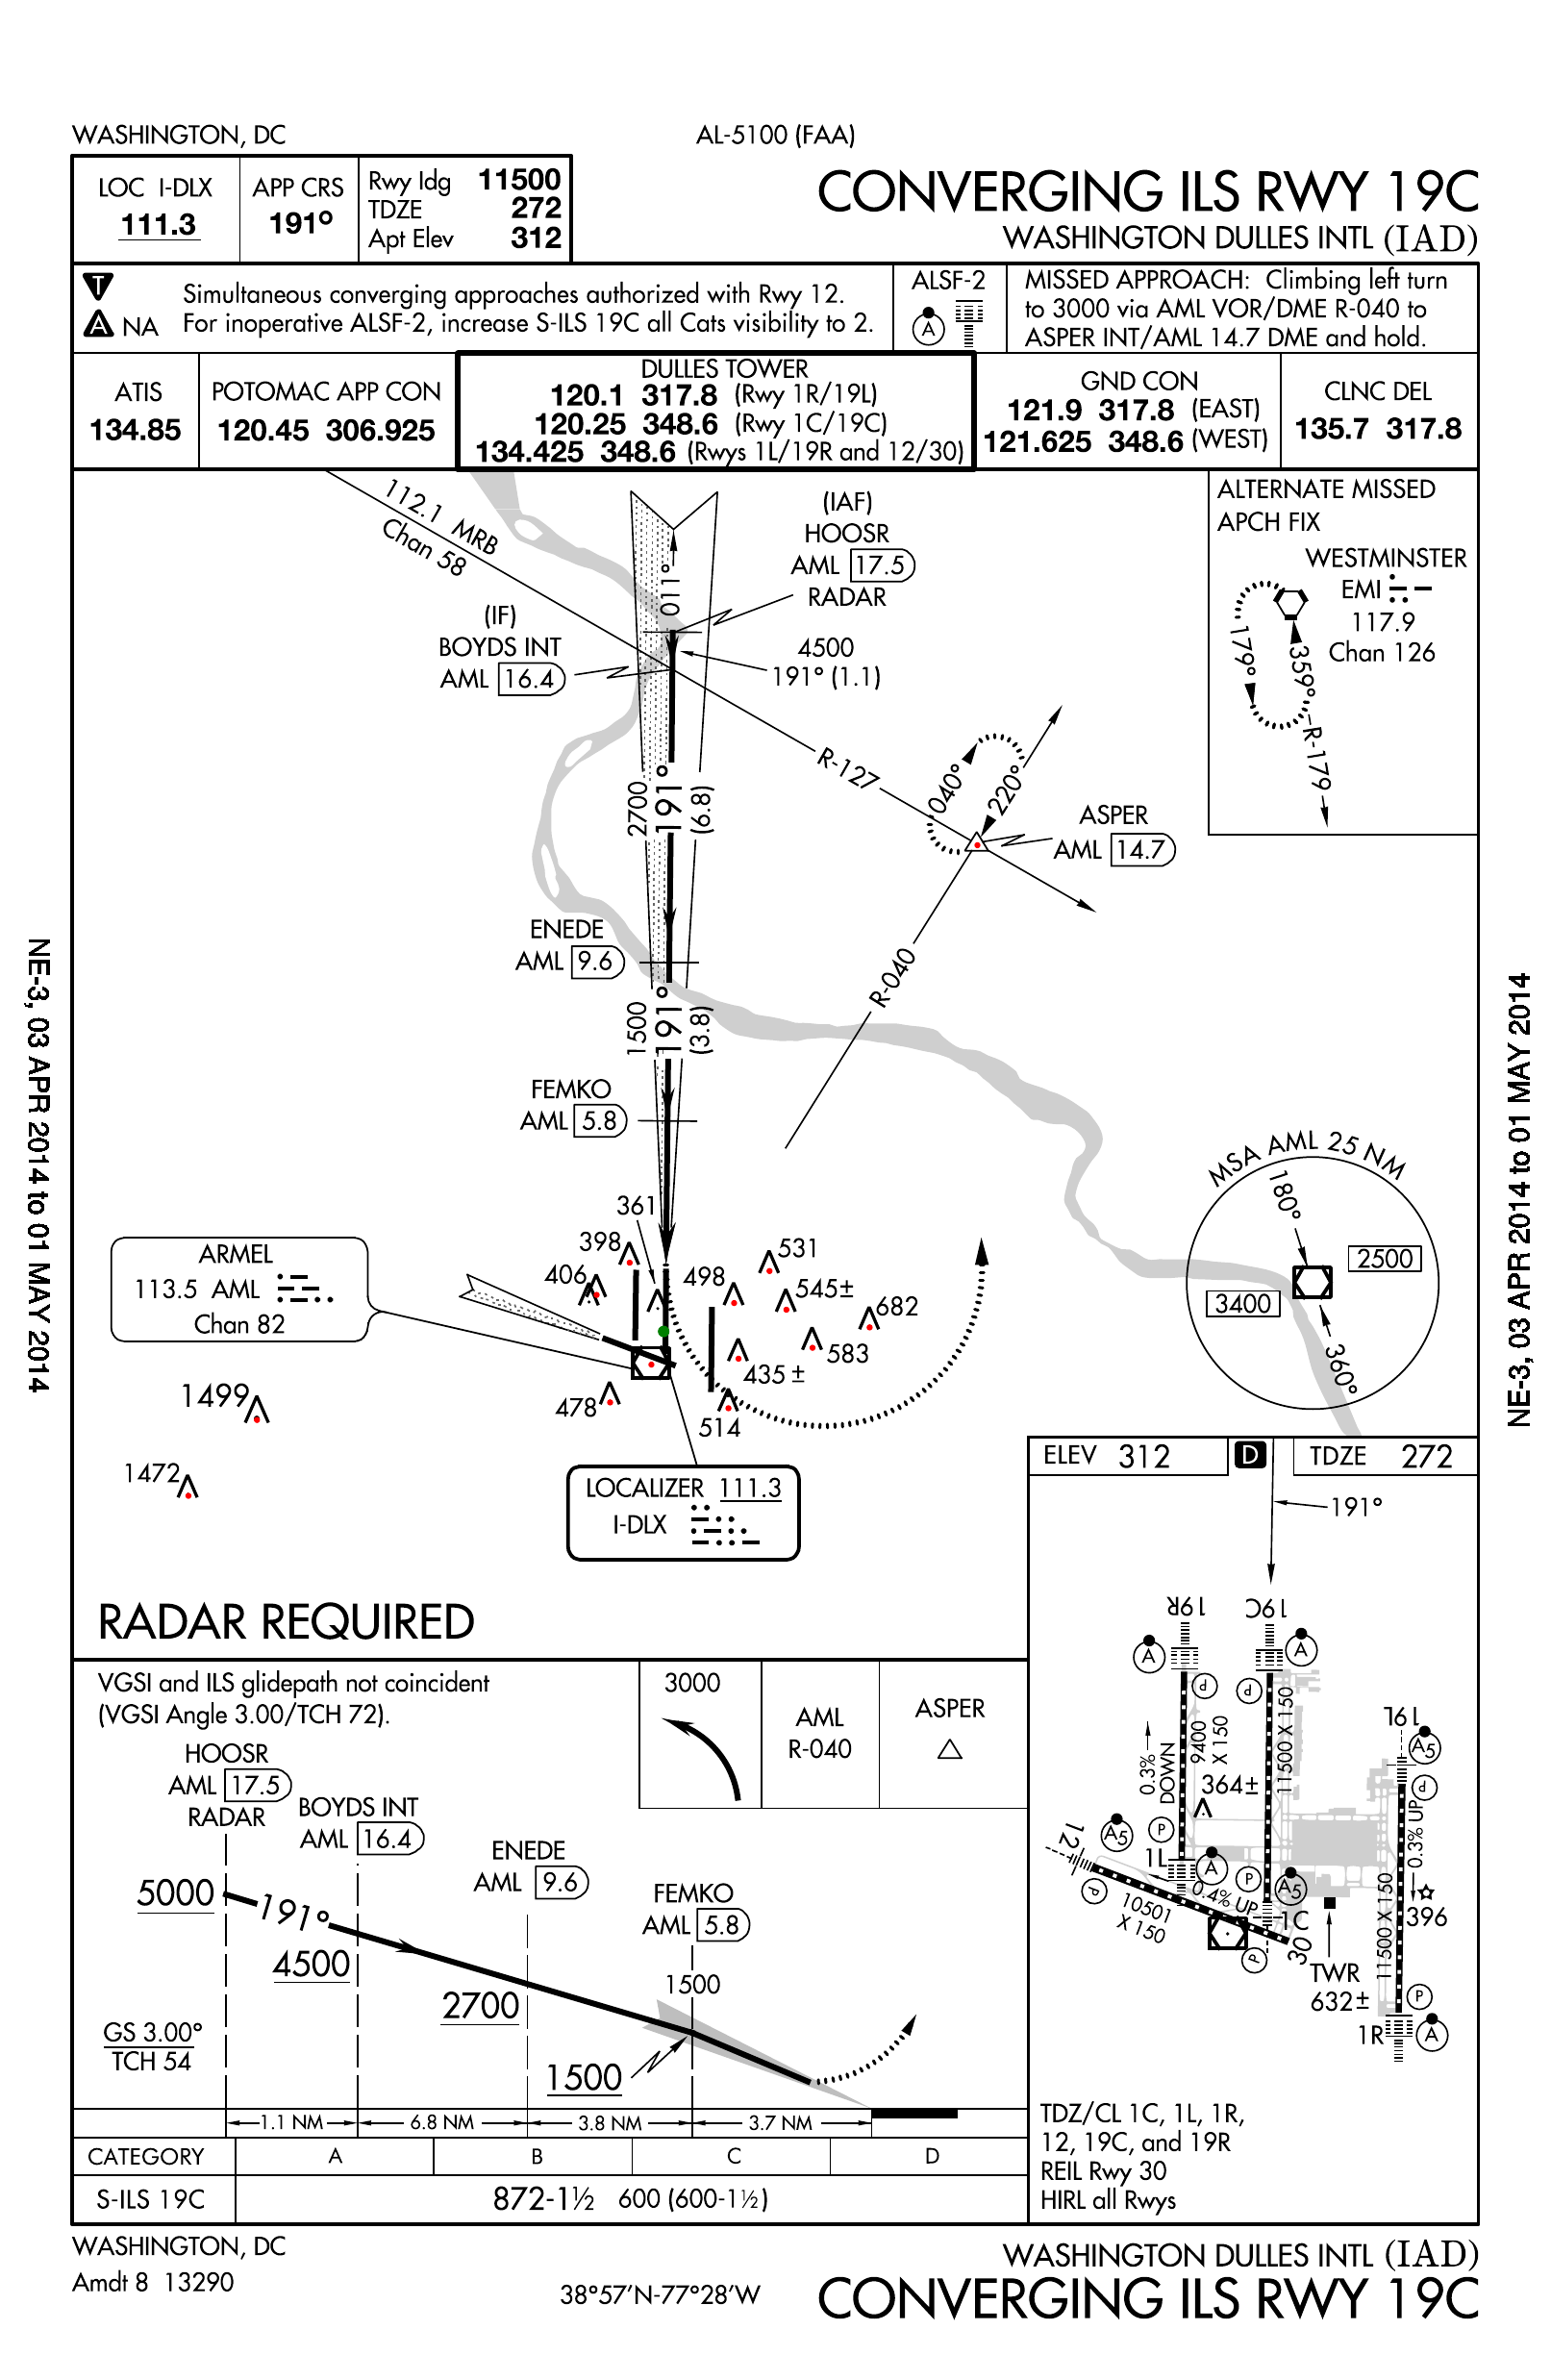 WASHINGTON, DC
AL-5100 (FAA)
LOC I-DLX
111.3
APP CRS
191°
Rwy ldg 11500
TDZE 272
Apt Elev 312
CONVERGING ILS RWY 19C
WASHINGTON DULLES INTL (IAD)
T
A NA
Simultaneous converging approaches authorized with Rwy 12.
For inoperative ALSF-2, increase S-ILS 19C all Cats visibility to 2.
ALSF-2
A
MISSED APPROACH: Climbing left turn
to 3000 via AML VOR/DME R-040 to
ASPER INT/AML 14.7 DME and hold.
ATIS
134.85
POTOMAC APP CON
120.45 306.925
DULLES TOWER
120.1 317.8 (Rwy 1R/19L)
120.25 348.6 (Rwy 1C/19C)
134.425 348.6 (Rwys 1L/19R and 12/30)
GND CON
121.9 317.8 (EAST)
121.625 348.6 (WEST)
CLNC DEL
135.7 317.8
112.1 MRB
Chan 58
011°
(IAF)
HOOSR
AML 17.5
RADAR
(IF)
BOYDS INT
AML 16.4
4500
191° (1.1)
ALTERNATE MISSED
APCH FIX
WESTMINSTER
EMI
117.9
Chan 126
179°
359°
R-179
R-127
040°
220°
ASPER
AML 14.7
2700
191°
(6.8)
ENEDE
AML 9.6
R-040
1500
191°
(3.8)
FEMKO
AML 5.8
MSA AML 25 NM
180°
2500
3400
360°
361
398
406
498
531
545±
682
583
435±
478
514
1499
1472
ARMEL
113.5 AML
Chan 82
LOCALIZER 111.3
I-DLX
RADAR REQUIRED
ELEV 312
D
TDZE 272
191°
19R
19C
19L
A
A
A5
P
P
P
0.3%
DOWN
9400
X 150
11500 X 150
364±
0.3% UP
12
A5
P
1L
A
P
A5
0.4% UP
P
10501
X 150
1C
30
P
TWR
632±
396
11500 X 150
P
1R
A
TDZ/CL 1C, 1L, 1R,
12, 19C, and 19R
REIL Rwy 30
HIRL all Rwys
VGSI and ILS glidepath not coincident
(VGSI Angle 3.00/TCH 72).
3000
AML
R-040
ASPER
HOOSR
AML 17.5
RADAR
BOYDS INT
AML 16.4
ENEDE
AML 9.6
FEMKO
AML 5.8
5000
191°
4500
2700
1500
1500
GS 3.00°
TCH 54
1.1 NM
6.8 NM
3.8 NM
3.7 NM
CATEGORY A B C D
S-ILS 19C 872-1½ 600 (600-1½)
WASHINGTON, DC
Amdt 8 13290
38°57'N-77°28'W
WASHINGTON DULLES INTL (IAD)
CONVERGING ILS RWY 19C
NE-3, 03 APR 2014 to 01 MAY 2014
NE-3, 03 APR 2014 to 01 MAY 2014